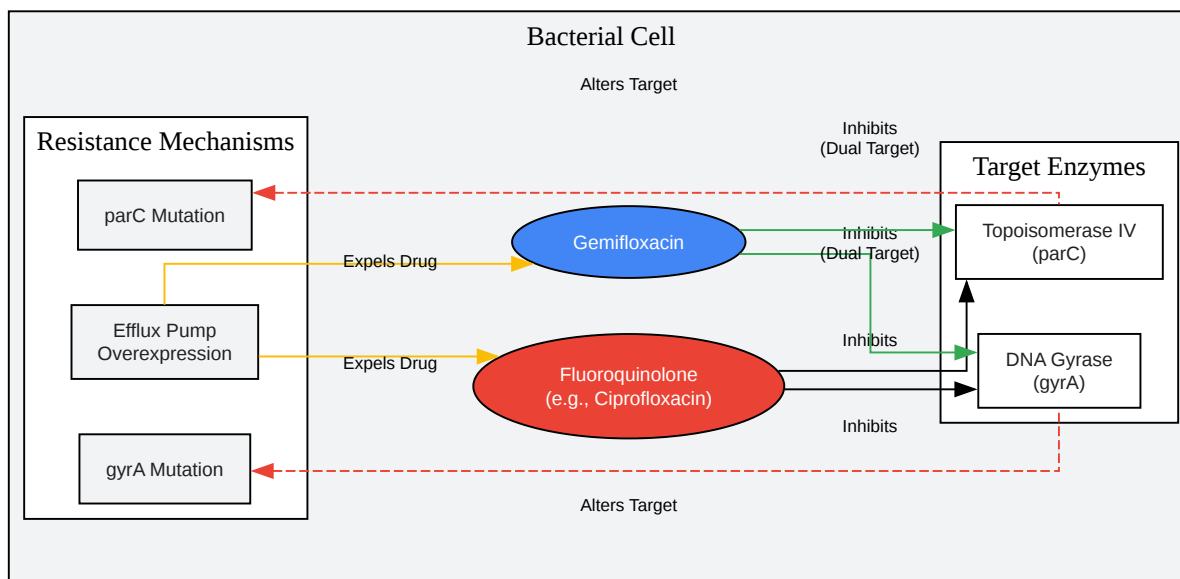 Bacterial Cell
Alters Target
Resistance Mechanisms
Inhibits
(Dual Target)
Target Enzymes
parC Mutation
Gemifloxacin
Inhibits
(Dual Target)
Topoisomerase IV
(parC)
Expels Drug
Efflux Pump
Overexpression
Expels Drug
Fluoroquinolone
(e.g., Ciprofloxacin)
Inhibits
DNA Gyrase
(gyrA)
Inhibits
gyrA Mutation
Alters Target